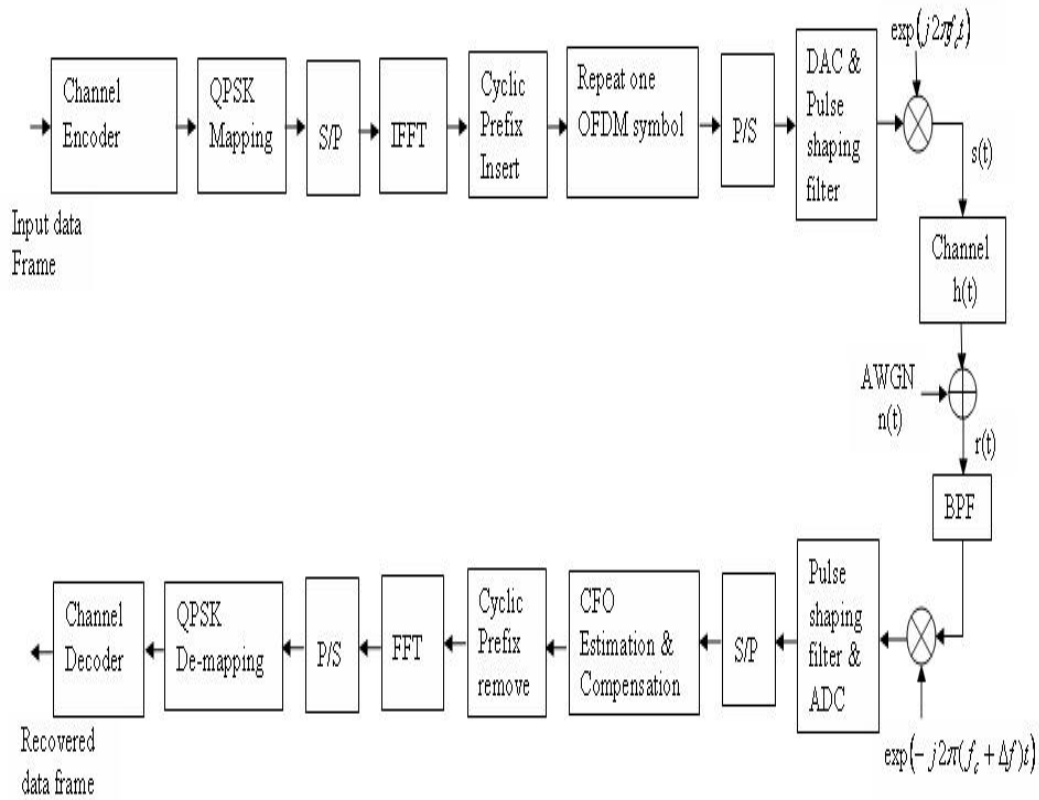 Channel
Encoder
QPSK
Mapping
S/P
IFFT
Cyclic
Prefix
Insert
Repeat one
OFDM symbol
P/S
DAC &
Pulse
shaping
filter
exp(j2πf_c t)
s(t)
Input data
Frame
Channel
h(t)
AWGN
n(t)
r(t)
BPF
Channel
Decoder
QPSK
De-mapping
P/S
FFT
Cyclic
Prefix
remove
CFO
Estimation &
Compensation
S/P
Pulse
shaping
filter &
ADC
exp(- j2π(f_c + Δf)t)
Recovered
data frame